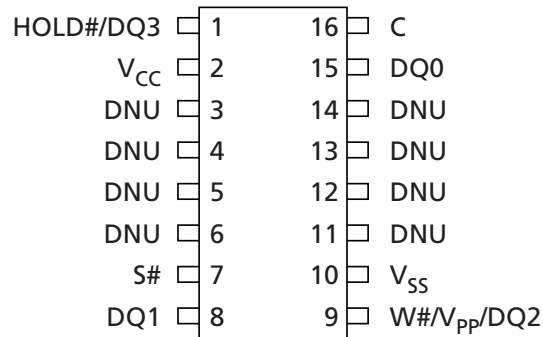 HOLD#/DQ3 1 16 C
VCC 2 15 DQ0
DNU 3 14 DNU
DNU 4 13 DNU
DNU 5 12 DNU
DNU 6 11 DNU
S# 7 10 VSS
DQ1 8 9 W#/VPP/DQ2